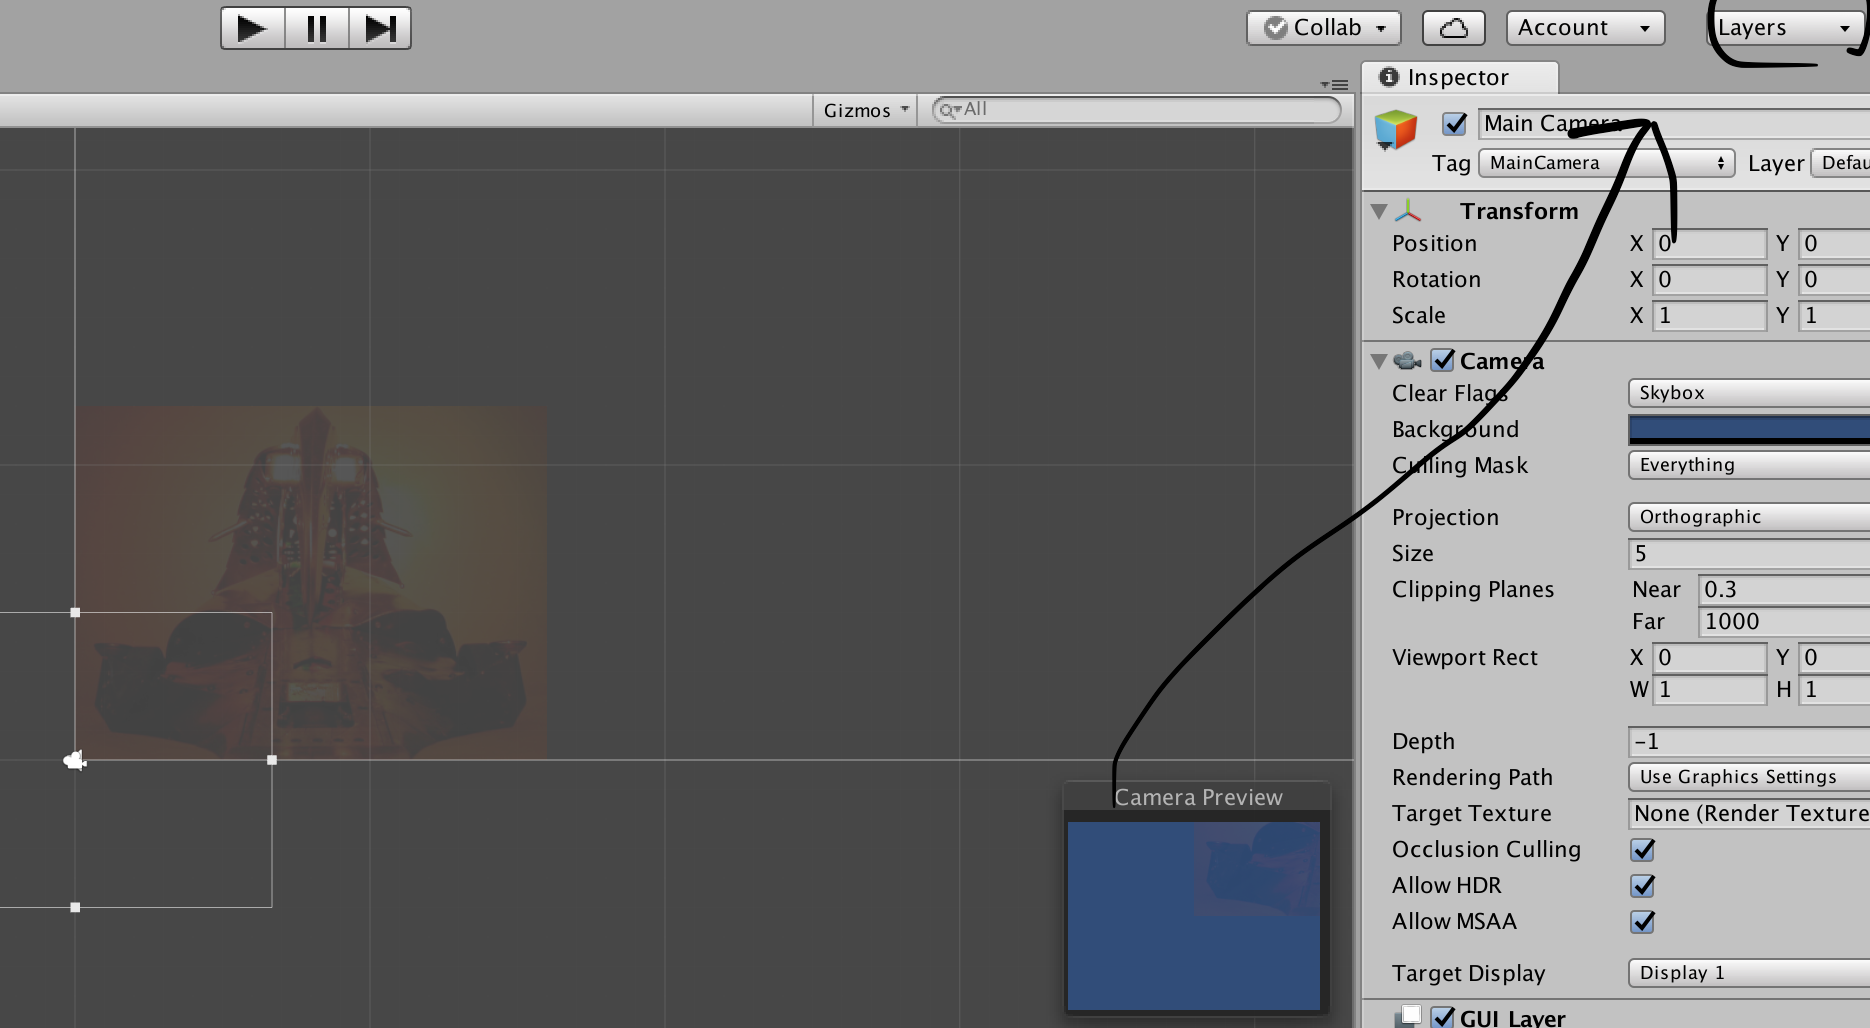 Collab Account Layers
Inspector
Gizmos All
Main Camera
Tag MainCamera Layer Defau
Transform
Position X 0 Y 0
Rotation X 0 Y 0
Scale X 1 Y 1
Camera
Clear Flags Skybox
Background
Culling Mask Everything
Projection Orthographic
Size 5
Clipping Planes Near 0.3
Far 1000
Viewport Rect X 0 Y 0
W 1 H 1
Depth -1
Rendering Path Use Graphics Settings
Camera Preview
Target Texture None (Render Texture
Occlusion Culling
Allow HDR
Allow MSAA
Target Display Display 1
GUI Layer